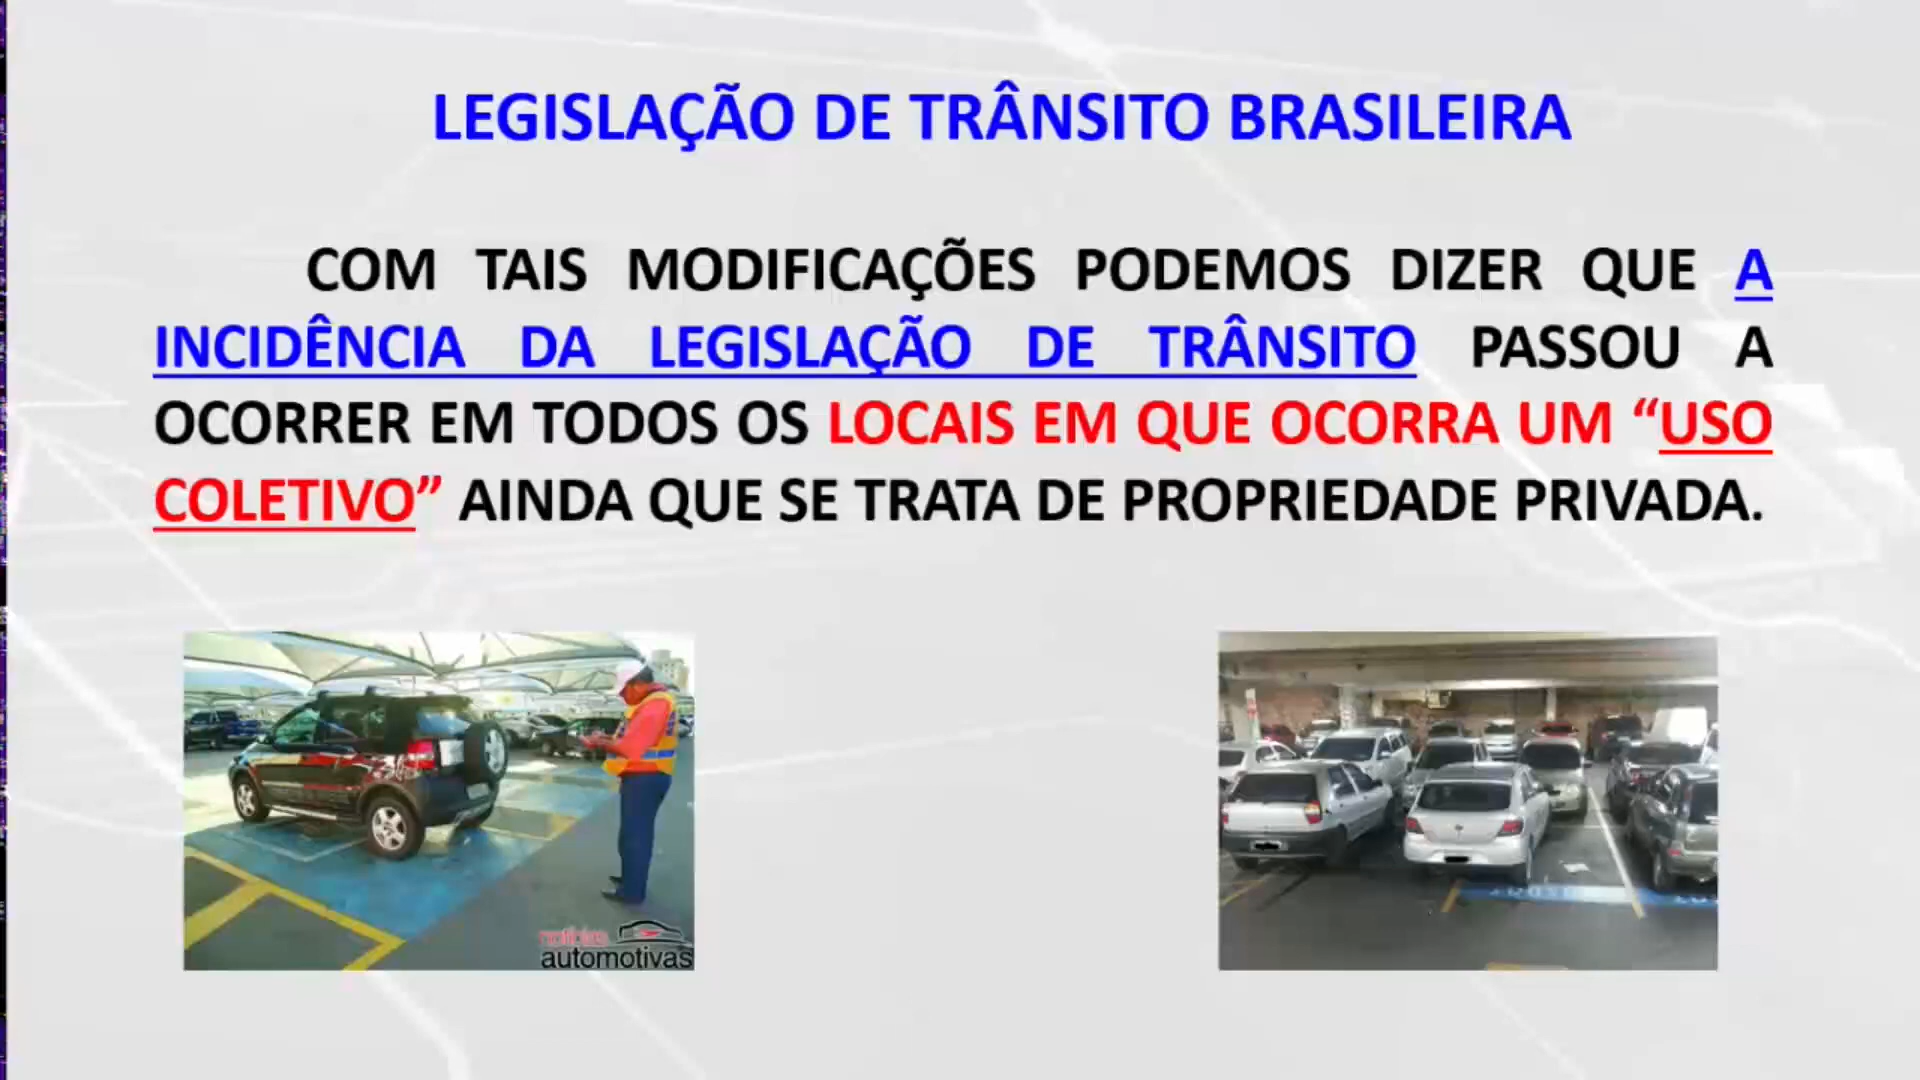 LEGISLAÇÃO DE TRÂNSITO BRASILEIRA
COM TAIS MODIFICAÇÕES PODEMOS DIZER QUE A
INCIDÊNCIA DA LEGISLAÇÃO DE TRÂNSITO PASSOU A
OCORRER EM TODOS OS LOCAIS EM QUE OCORRA UM “USO
COLETIVO” AINDA QUE SE TRATA DE PROPRIEDADE PRIVADA.
notícias
automotivas